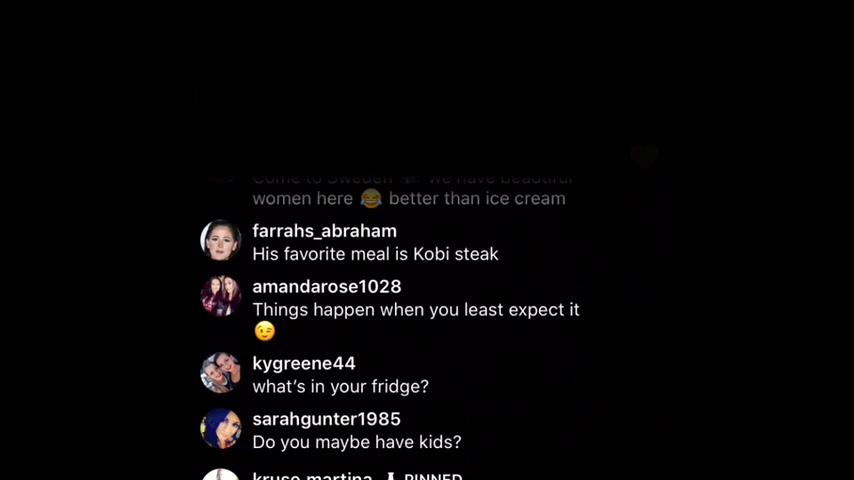 Come to Sweden we have beautiful
women here 😂 better than ice cream
farrahs_abraham
His favorite meal is Kobi steak
amandarose1028
Things happen when you least expect it
😉
kygreene44
what's in your fridge?
sarahgunter1985
Do you maybe have kids?
kruse.martina PINNED